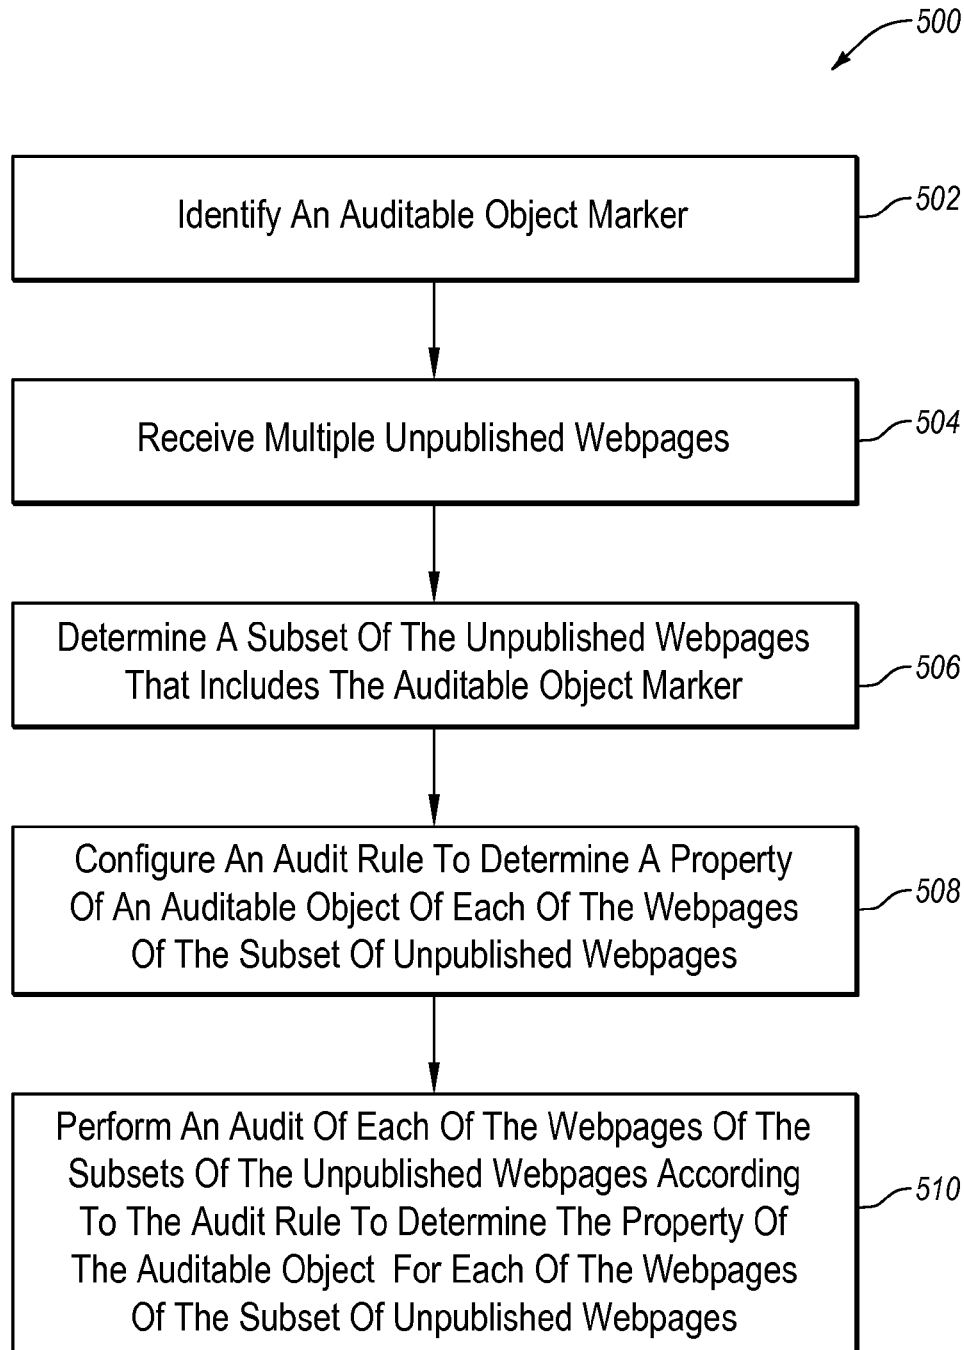 500
Identify An Auditable Object Marker
502
Receive Multiple Unpublished Webpages
504
Determine A Subset Of The Unpublished Webpages
That Includes The Auditable Object Marker
506
Configure An Audit Rule To Determine A Property
Of An Auditable Object Of Each Of The Webpages
Of The Subset Of Unpublished Webpages
508
Perform An Audit Of Each Of The Webpages Of The
Subsets Of The Unpublished Webpages According
To The Audit Rule To Determine The Property Of
The Auditable Object For Each Of The Webpages
Of The Subset Of Unpublished Webpages
510